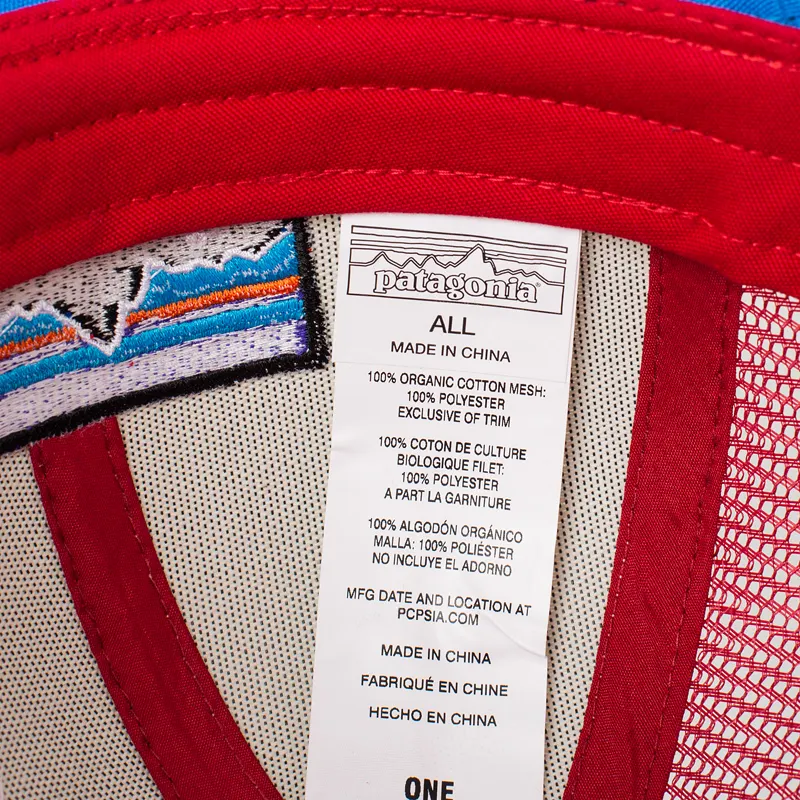 patagonia®
ALL
MADE IN CHINA
100% ORGANIC COTTON MESH:
100% POLYESTER
EXCLUSIVE OF TRIM
100% COTON DE CULTURE
BIOLOGIQUE FILET:
100% POLYESTER
A PART LA GARNITURE
100% ALGODÓN ORGÁNICO
MALLA: 100% POLIÉSTER
NO INCLUYE EL ADORNO
MFG DATE AND LOCATION AT
PCPSIA.COM
MADE IN CHINA
FABRIQUÉ EN CHINE
HECHO EN CHINA
ONE